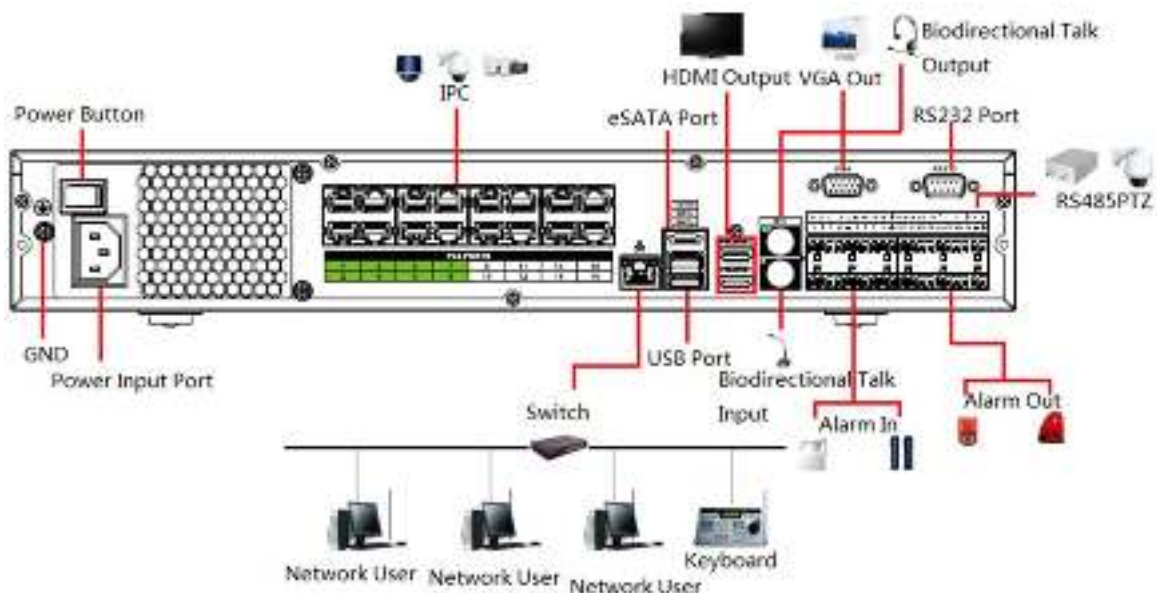 Biodirectional Talk
Output
HDMI Output
VGA Out
IPC
Power Button
eSATA Port
RS232 Port
RS485PTZ
GND
Power Input Port
USB Port
Biodirectional Talk
Input
Switch
Alarm In
Alarm Out
Network User
Network User
Network User
Keyboard